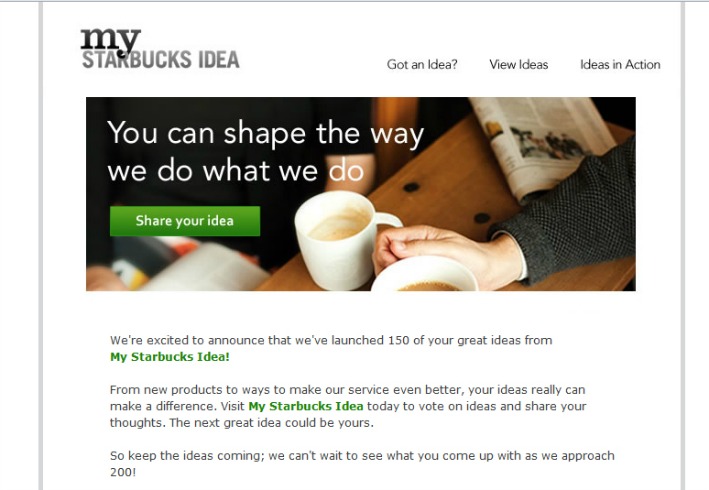 my
STARBUCKS IDEA
Got an Idea? View Ideas Ideas in Action
You can shape the way
we do what we do
Share your idea
We're excited to announce that we've launched 150 of your great ideas from
My Starbucks Idea!
From new products to ways to make our service even better, your ideas really can
make a difference. Visit My Starbucks Idea today to vote on ideas and share your
thoughts. The next great idea could be yours.
So keep the ideas coming; we can't wait to see what you come up with as we approach
200!